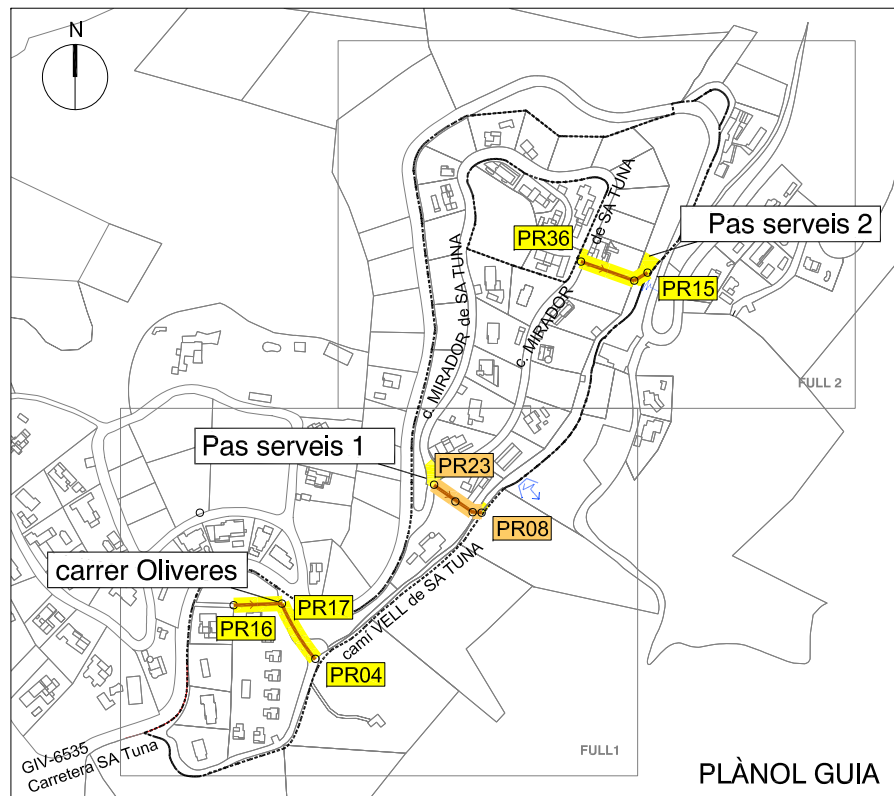 N
c. MIRADOR de SA TUNA
c. MIRADOR
de SA TUNA
PR36
Pas serveis 2
PR15
FULL 2
Pas serveis 1
PR23
PR08
carrer Oliveres
PR17
PR16
PR04
camí VELL de SA TUNA
GIV-6535
Carretera SA Tuna
FULL1
PLÀNOL GUIA